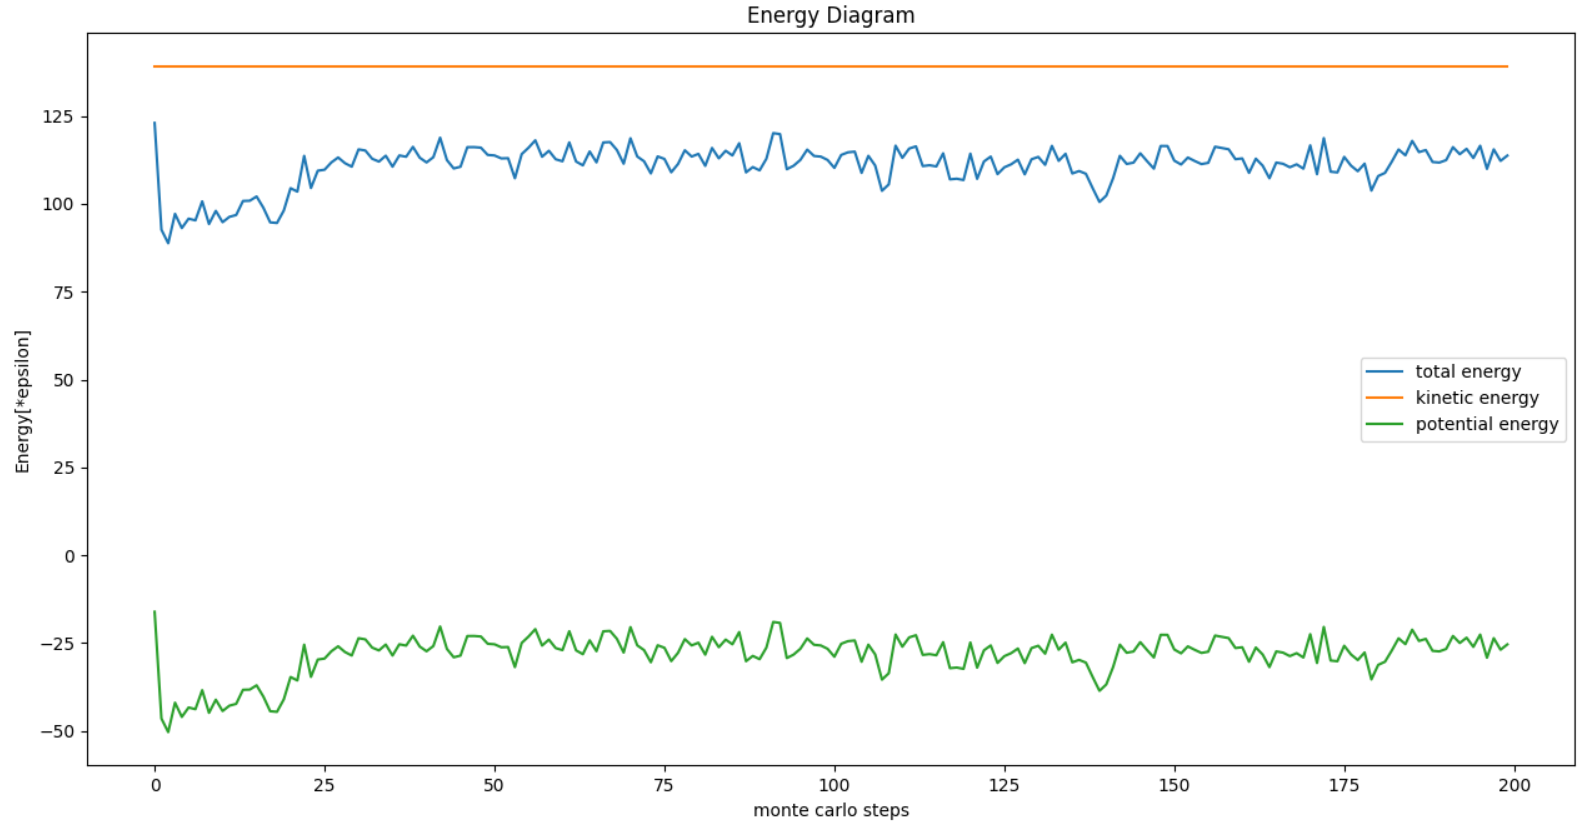 Energy Diagram
Energy[*epsilon]
125
100
75
50
25
0
−25
−50
total energy
kinetic energy
potential energy
0 25 50 75 100 125 150 175 200
monte carlo steps